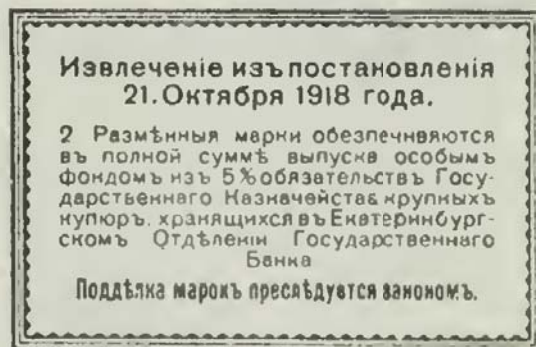 Извлеченіе изъ постановленія
21. Октября 1918 года.
2 Размѣнныя марки обезпечиваются
въ полной суммѣ выпуска особымъ
фондомъ изъ 5% обязательствъ Госу-
дарственнаго Казначейства крупныхъ
купюръ, хранящихся въ Екатеринбург-
скомъ Отдѣленіи Государственнаго
Банка
Поддѣлка марокъ преслѣдуется закономъ.